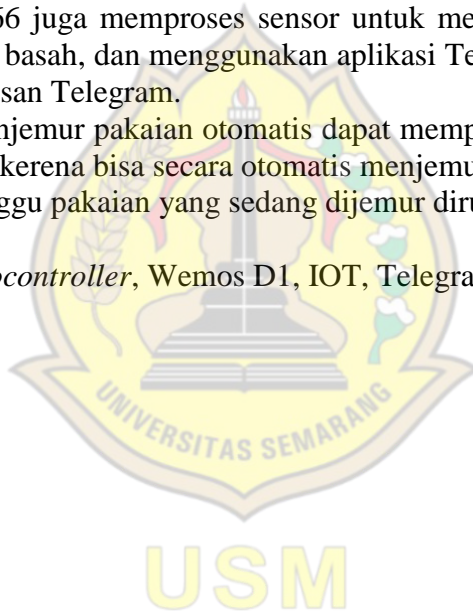 66 juga memproses sensor untuk me
basah, dan menggunakan aplikasi Te
san Telegram.
njemur pakaian otomatis dapat memp
kerena bisa secara otomatis menjemu
ggu pakaian yang sedang dijemur diru
ocontroller, Wemos D1, IOT, Telegra
UNIVERSITAS SEMARANG
USM